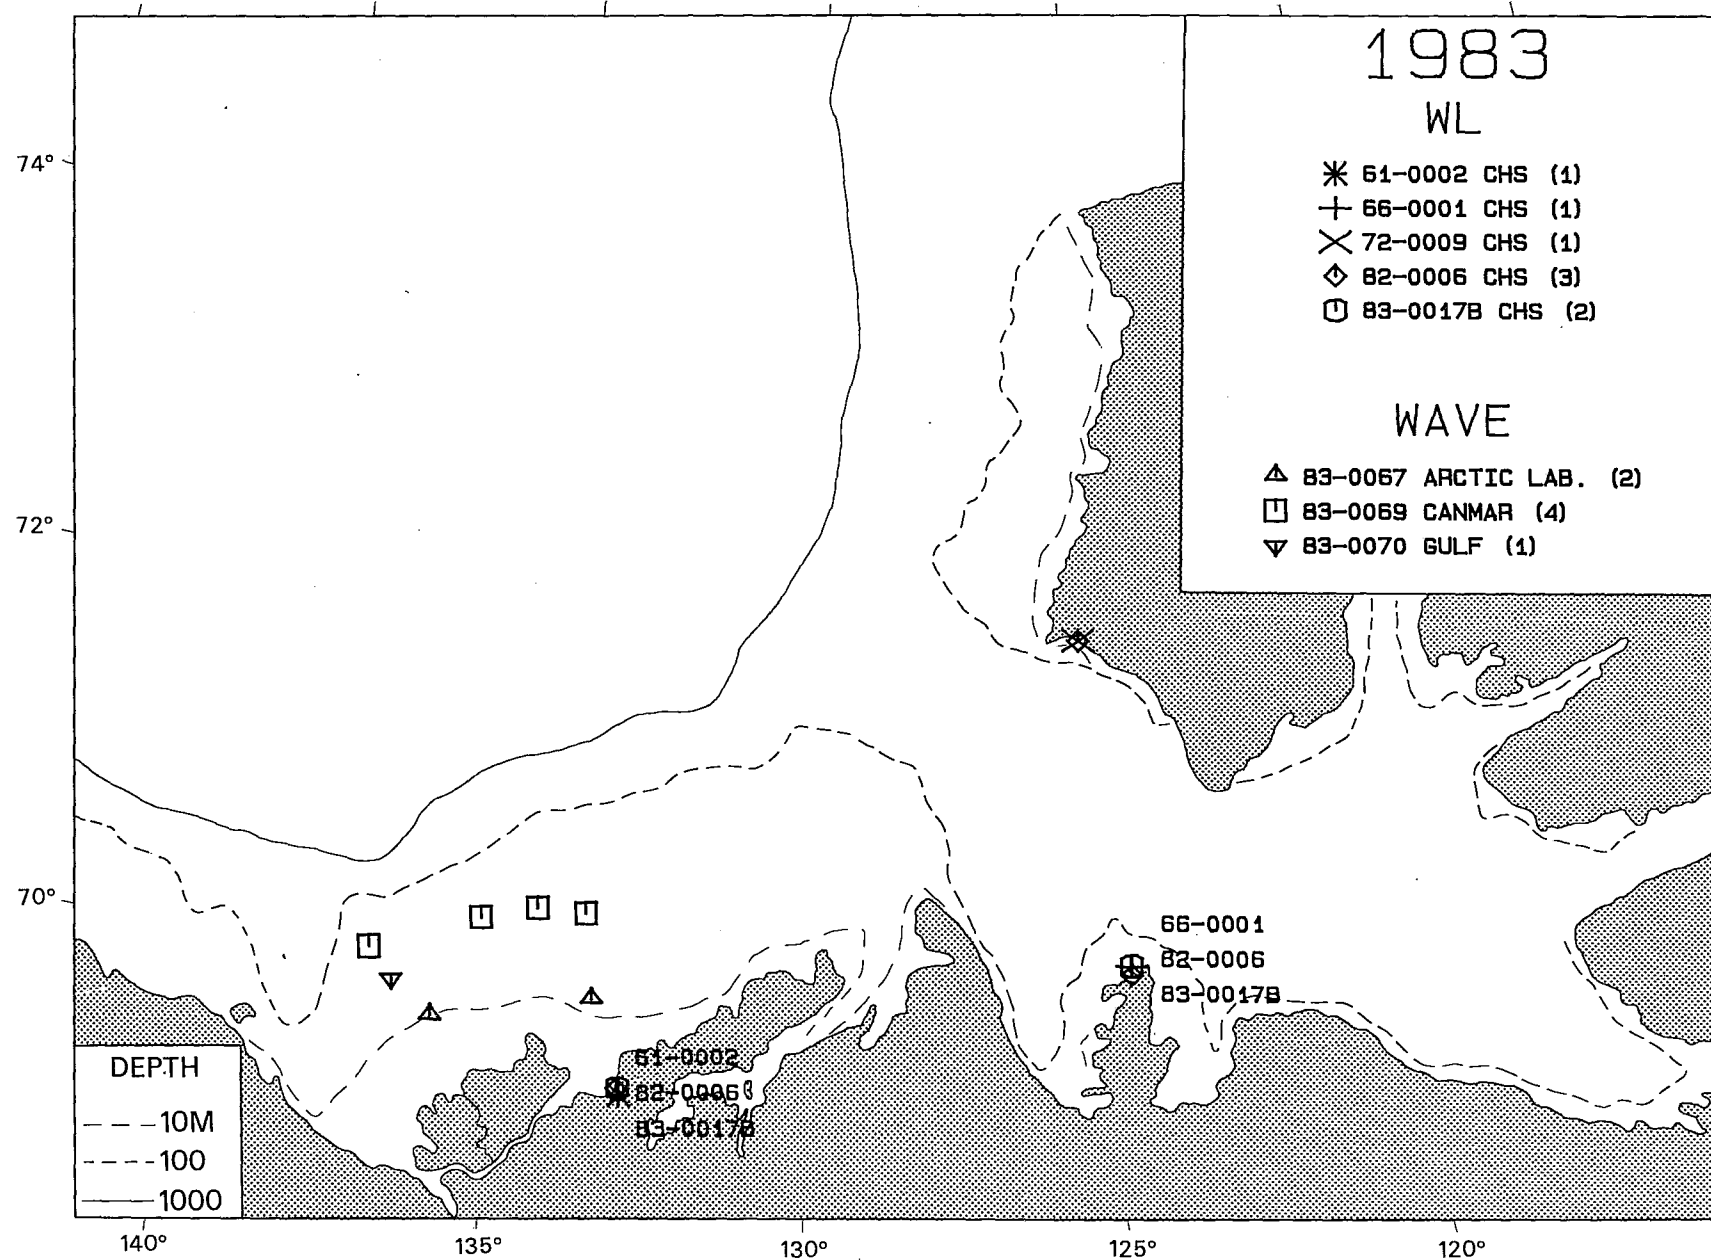 1983
WL
61-0002 CHS (1)
66-0001 CHS (1)
72-0009 CHS (1)
82-0006 CHS (3)
83-0017B CHS (2)
WAVE
83-0067 ARCTIC LAB. (2)
83-0069 CANMAR (4)
83-0070 GULF (1)
74°
72°
70°
66-0001
82-0006
83-0017B
61-0002
82-0006
83-0017B
DEPTH
10M
100
1000
140°
135°
130°
125°
120°